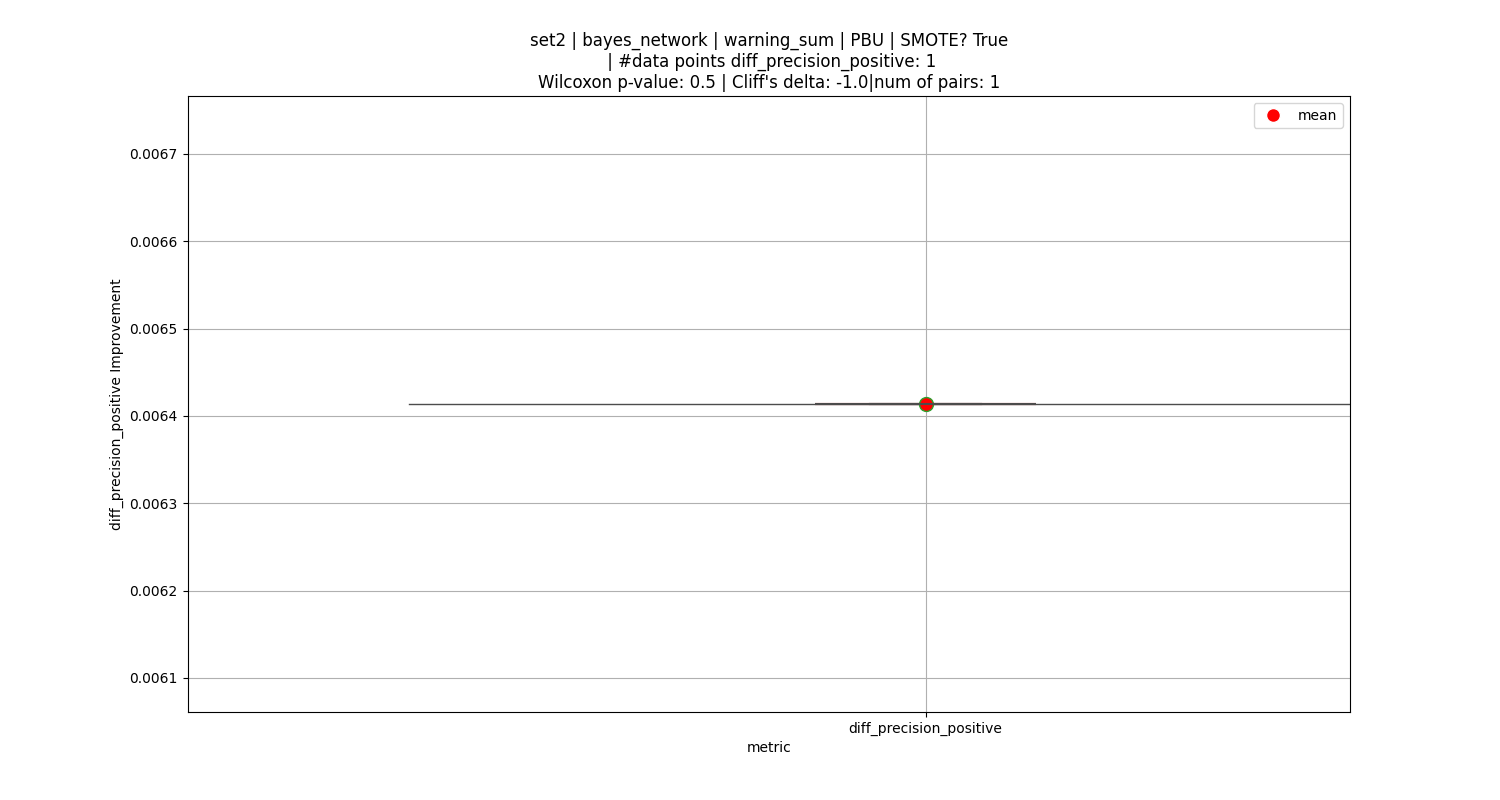 set2 | bayes_network | warning_sum | PBU | SMOTE? True
| #data points diff_precision_positive: 1
Wilcoxon p-value: 0.5 | Cliff's delta: -1.0|num of pairs: 1
mean
0.0067
0.0066
0.0065
0.0064
0.0063
0.0062
0.0061
diff_precision_positive Improvement
diff_precision_positive
metric